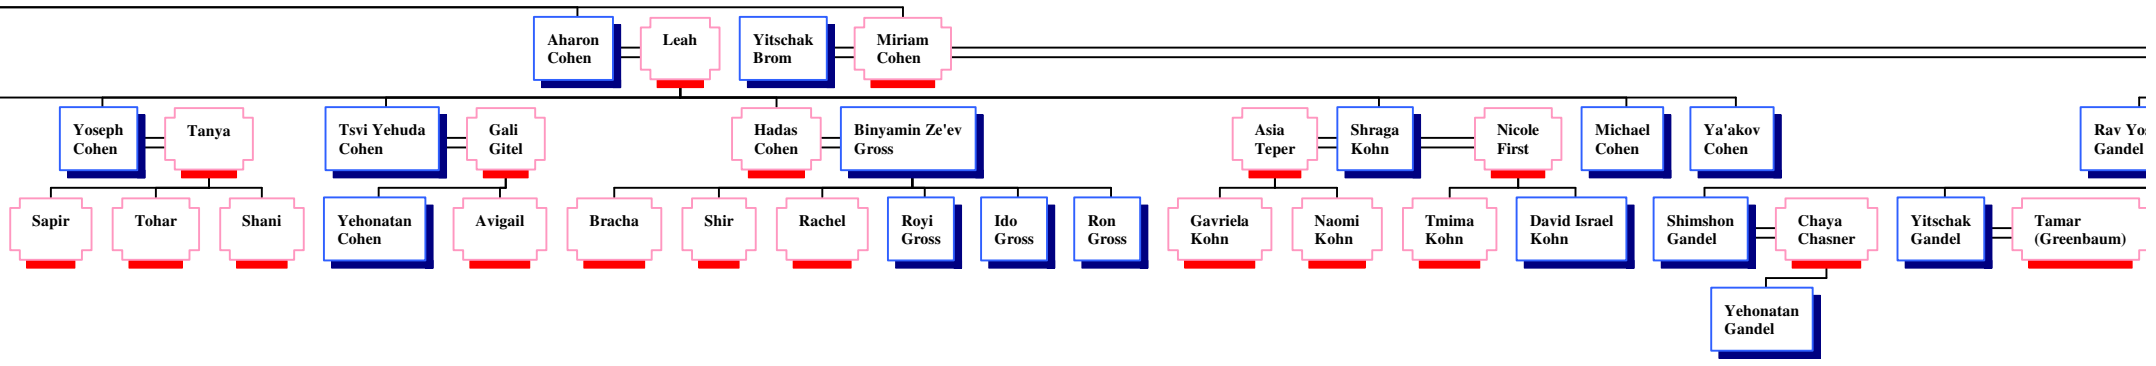 Aharon
Cohen
Leah
Yitschak
Brom
Miriam
Cohen
Yoseph
Cohen
Tanya
Tsvi Yehuda
Cohen
Gali
Gitel
Hadas
Cohen
Binyamin Ze'ev
Gross
Asia
Teper
Shraga
Kohn
Nicole
First
Michael
Cohen
Ya'akov
Cohen
Rav
Gandel
Sapir
Tohar
Shani
Yehonatan
Cohen
Avigail
Bracha
Shir
Rachel
Royi
Gross
Ido
Gross
Ron
Gross
Gavriela
Kohn
Naomi
Kohn
Tmima
Kohn
David Israel
Kohn
Shimshon
Gandel
Chaya
Chasner
Yitschak
Gandel
Tamar
(Greenbaum)
Yehonatan
Gandel